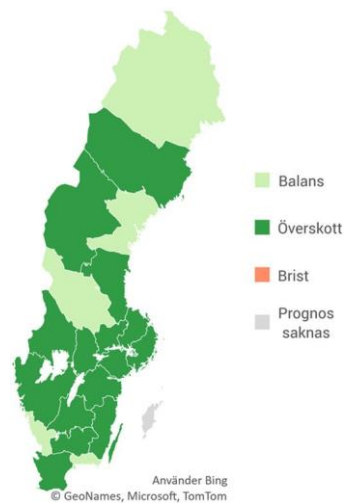 Balans
Överskott
Brist
Prognos
saknas
Använder Bing
© GeoNames, Microsoft, TomTom